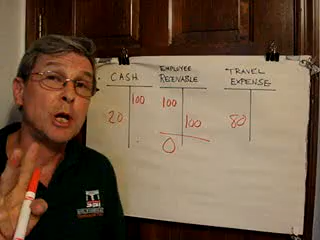 CASH
EMPLOYEE
RECEIVABLE
TRAVEL
EXPENSE
100
100
20
100
80
0